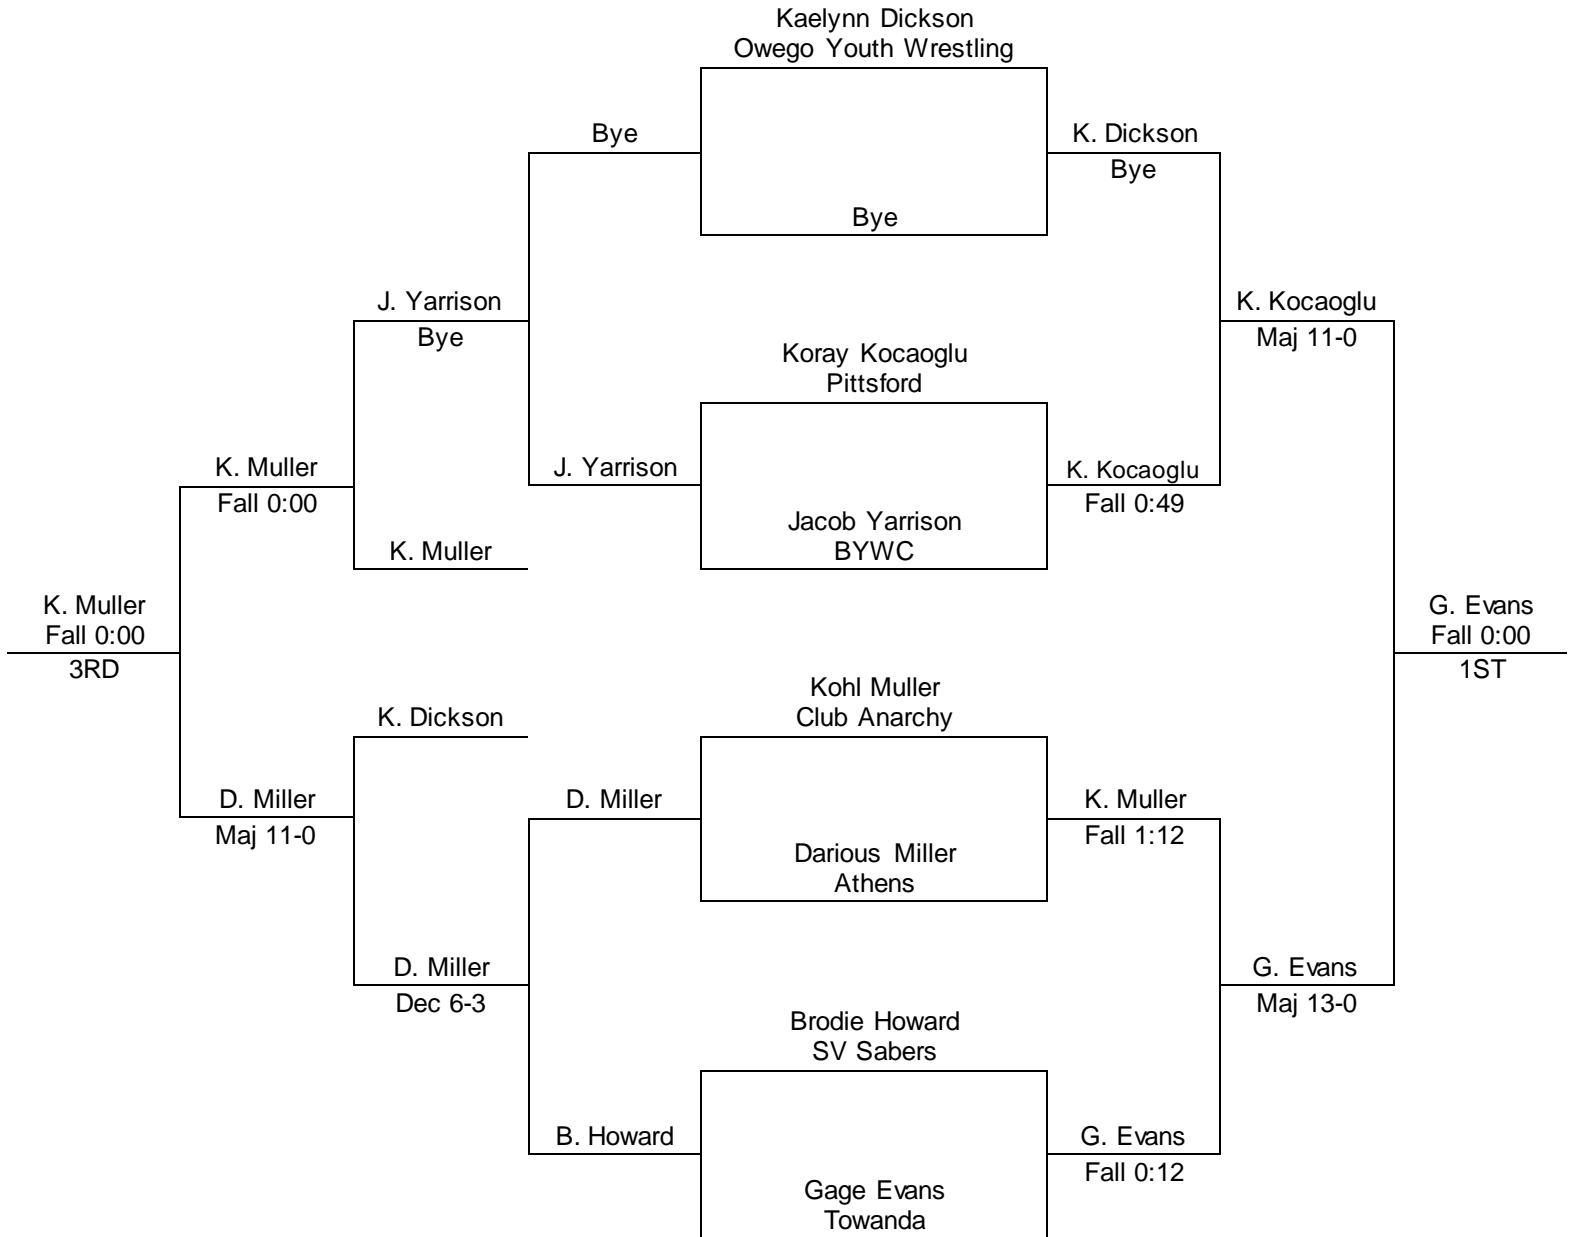 Kaelynn Dickson
Owego Youth Wrestling
Bye
K. Dickson
Bye
Bye
J. Yarrison
Bye
K. Kocaoglu
Maj 11-0
Koray Kocaoglu
Pittsford
K. Muller
Fall 0:00
J. Yarrison
K. Kocaoglu
Fall 0:49
Jacob Yarrison
BYWC
K. Muller
K. Muller
Fall 0:00
3RD
G. Evans
Fall 0:00
1ST
Kohl Muller
Club Anarchy
K. Dickson
D. Miller
Maj 11-0
D. Miller
K. Muller
Fall 1:12
Darious Miller
Athens
D. Miller
Dec 6-3
G. Evans
Maj 13-0
Brodie Howard
SV Sabers
B. Howard
G. Evans
Fall 0:12
Gage Evans
Towanda